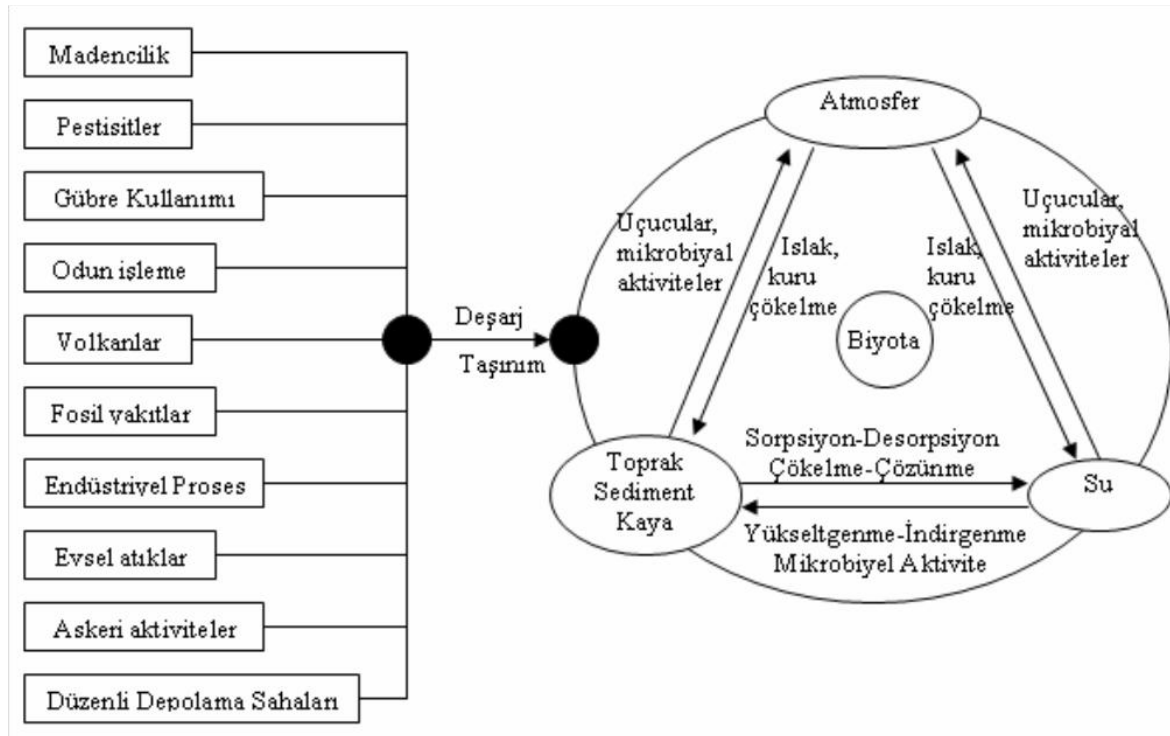 Madencilik
Pestisitler
Gübre Kullanımı
Odun işleme
Volkanlar
Fosil yakıtlar
Endüstriyel Proses
Evsel atıklar
Askeri aktiviteler
Düzenli Depolama Sahaları
Deşarj
Taşınım
Atmosfer
Uçucular,
mikrobiyal
aktiviteler
Islak,
kuru
çökelme
Islak,
kuru
çökelme
Uçucular,
mikrobiyal
aktiviteler
Biyota
Toprak
Sediment
Kaya
Sorpsiyon-Desorpsiyon
Çökelme-Çözünme
Su
Yükseltgenme-İndirgenme
Mikrobiyel Aktivite